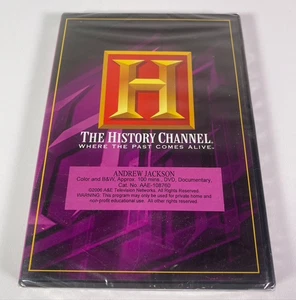 H
THE HISTORY CHANNEL.
WHERE THE PAST COMES ALIVE.
ANDREW JACKSON
Color and B&W, Approx. 100 mins., DVD, Documentary.
Cat. No. AAE-108760
A&E Television Networks. All Rights Reserved.
WARNING: This program may only be used for private home and
non-profit educational use. All other rights reserved.